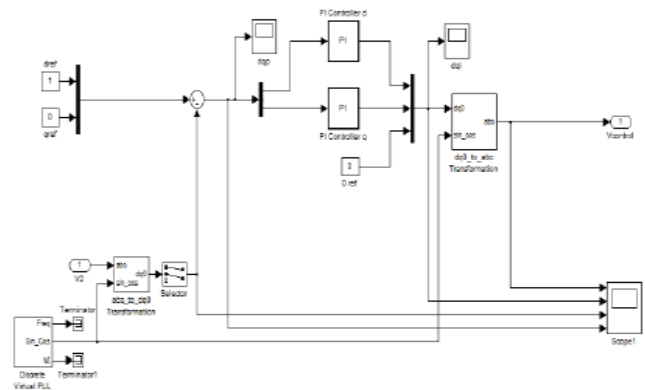 PI Controller d
PI
dqp
dqi
dref
1
0
qref
PI
PI Controller q
0
0 ref
dq0
abc
sin_cos
dq0_to_abc
Transformation
1
Vcontrol
1
V2
abc
dq0
sin_cos
abc_to_dq0
Transformation
Selector
Terminator
Freq
Sin_Cos
Wt
Terminator1
Discrete
Virtual PLL
Scope1